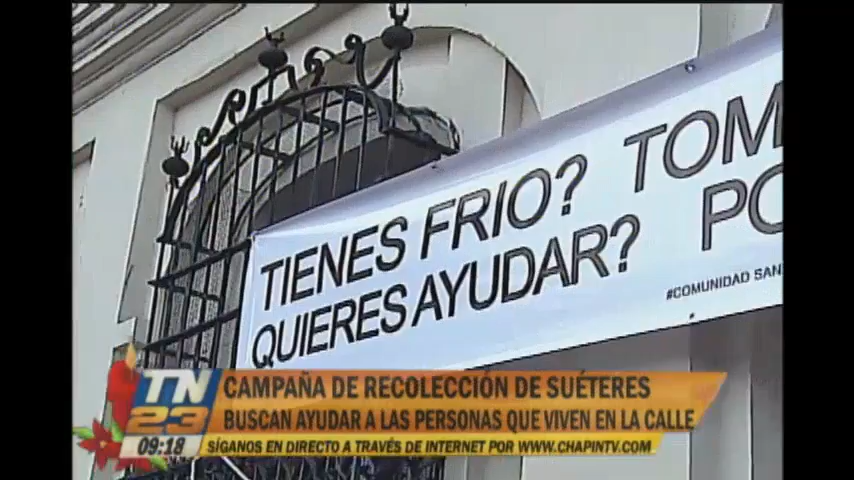 TIENES FRIO? TOM
QUIERES AYUDAR? PO
#COMUNIDAD SAN
TN
23
09:18
CAMPAÑA DE RECOLECCIÓN DE SUÉTERES
BUSCAN AYUDAR A LAS PERSONAS QUE VIVEN EN LA CALLE
SÍGANOS EN DIRECTO A TRAVÉS DE INTERNET POR WWW.CHAPINTV.COM